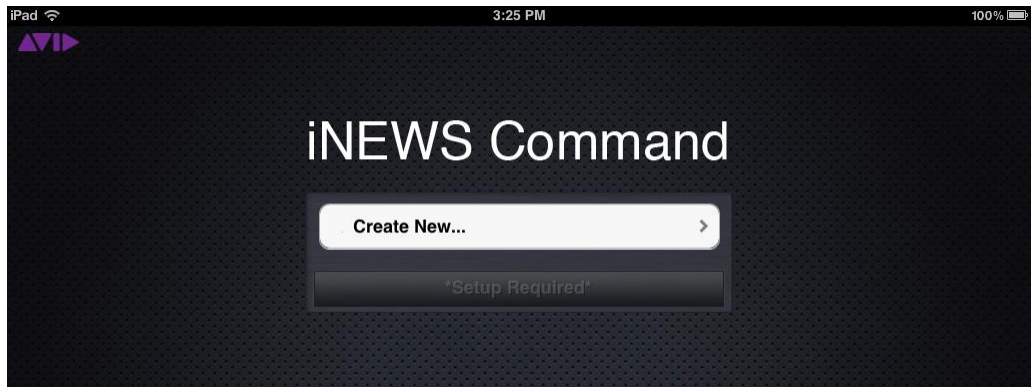 iPad 3:25 PM 100%
AVID
iNEWS Command
Create New...
*Setup Required*